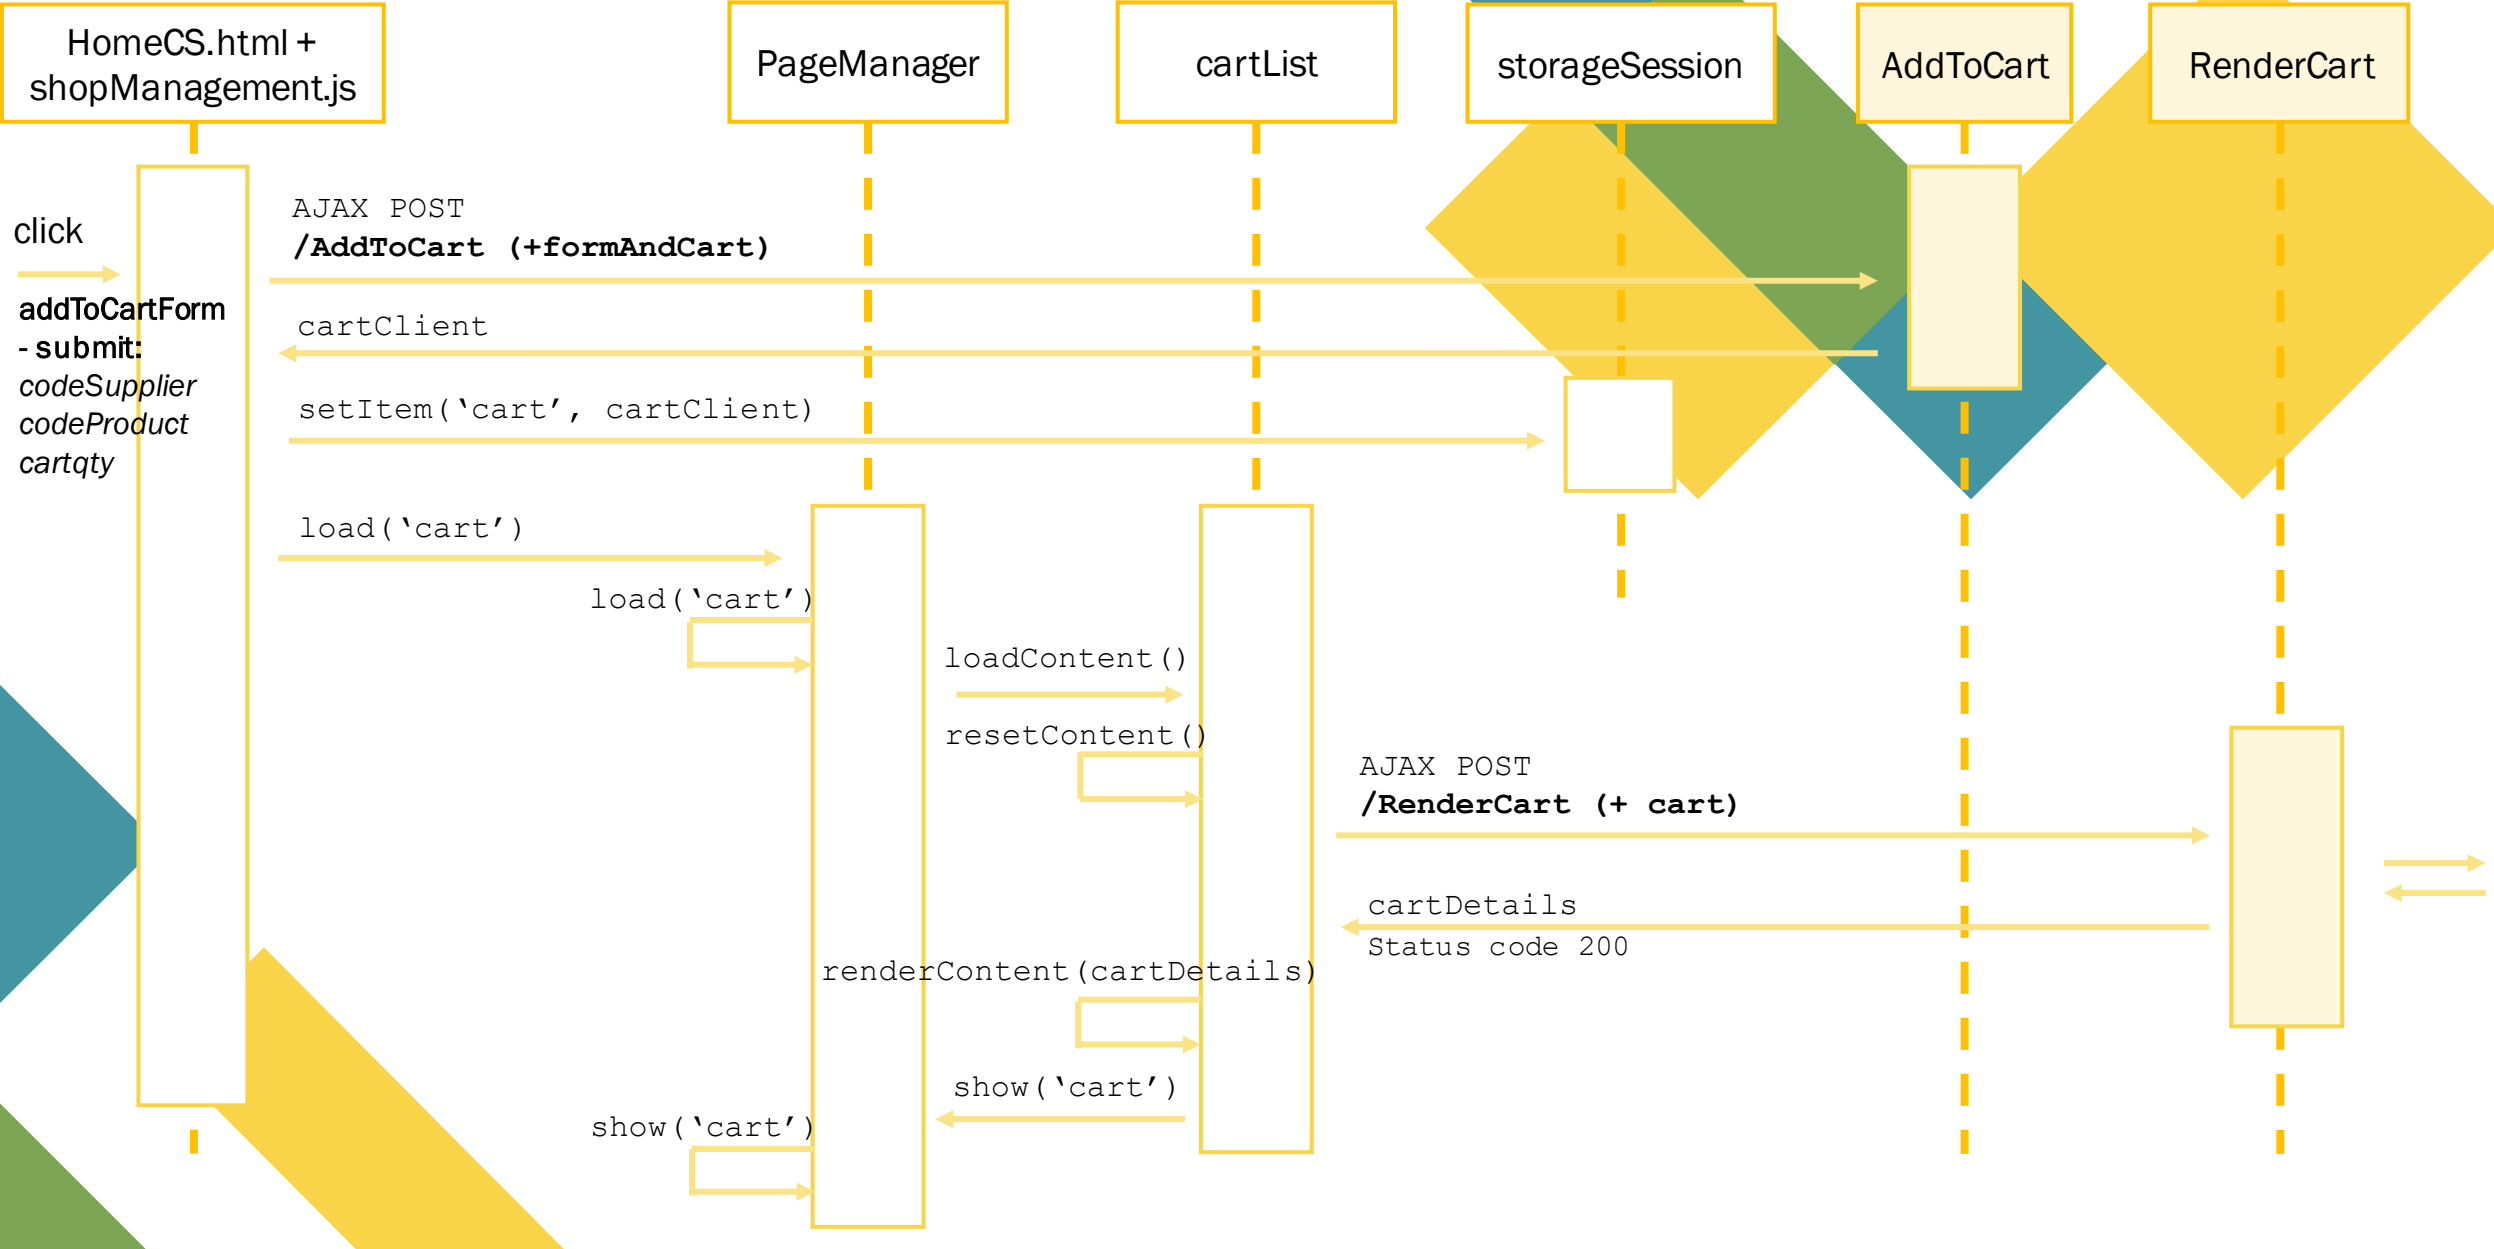 HomeCS.html +
shopManagement.js
PageManager
cartList
storageSession
AddToCart
RenderCart
click
addToCartForm
- submit:
codeSupplier
codeProduct
cartqty
AJAX POST
/AddToCart (+formAndCart)
cartClient
setItem(‘cart’, cartClient)
load(‘cart’)
load(‘cart’)
loadContent()
resetContent()
AJAX POST
/RenderCart (+ cart)
cartDetails
Status code 200
renderContent(cartDetails)
show(‘cart’)
show(‘cart’)